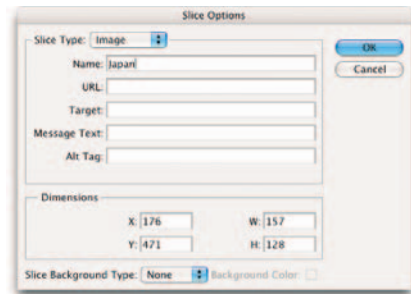 Slice Options
Slice Type: Image
OK
Name: Japan
Cancel
URL:
Target:
Message Text:
Alt Tag:
Dimensions
X: 176 W: 157
Y: 471 H: 128
Slice Background Type: None Background Color: